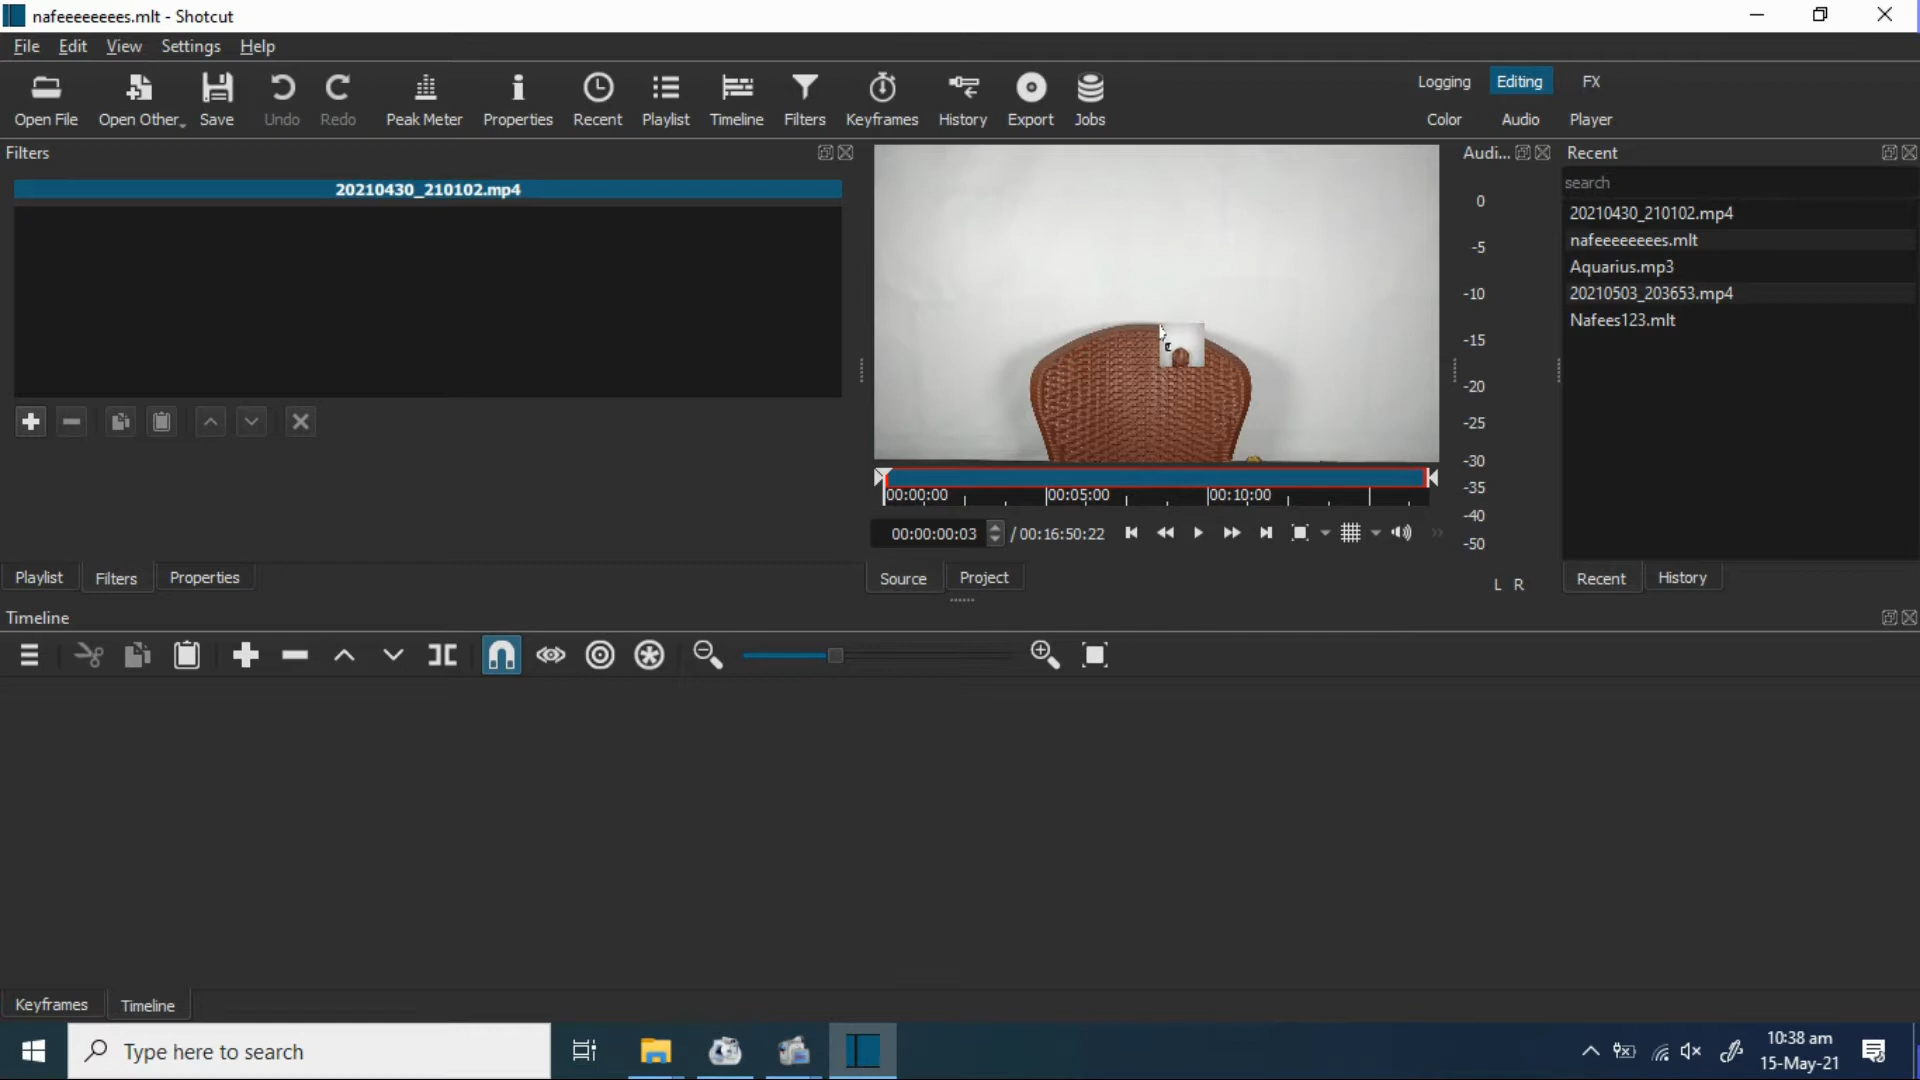 nafeeeeeeees.mlt - Shotcut
File Edit View Settings Help
Open File Open Other Save Undo Redo Peak Meter Properties Recent Playlist Timeline Filters Keyframes History Export Jobs
Logging Editing FX
Color Audio Player
Filters
20210430_210102.mp4
Playlist Filters Properties
00:00:00 00:05:00 00:10:00
00:00:00:03 /00:16:50:22
Source Project
Audi...
0
-5
-10
-15
-20
-25
-30
-35
-40
-50
L R
Recent
search
20210430_210102.mp4
nafeeeeeeees.mlt
Aquarius.mp3
20210503_203653.mp4
Nafees123.mlt
Recent History
Timeline
Keyframes Timeline
Type here to search
10:38 am
15-May-21